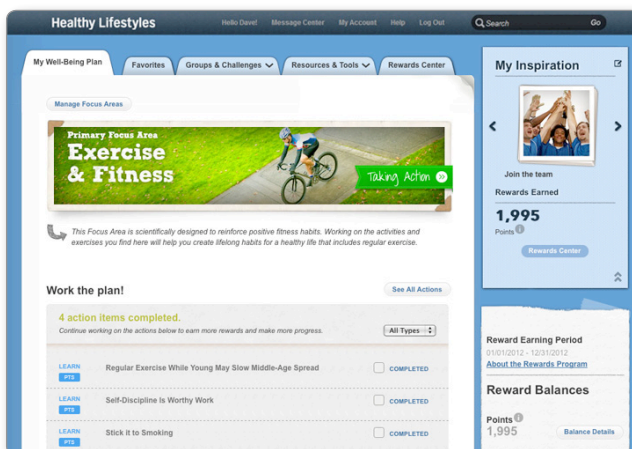 Healthy Lifestyles
Hello Dave! Message Center My Account Help Log Out
Search Go
My Well-Being Plan Favorites Groups & Challenges Resources & Tools Rewards Center
Manage Focus Areas
Primary Focus Area
Exercise
& Fitness
Taking Action
This Focus Area is scientifically designed to reinforce positive fitness habits. Working on the activities and
exercises you find here will help you create lifelong habits for a healthy life that includes regular exercise.
Work the plan!
See All Actions
4 action items completed.
Continue working on the actions below to earn more rewards and make more progress.
All Types
LEARN
PTS
Regular Exercise While Young May Slow Middle-Age Spread
COMPLETED
LEARN
PTS
Self-Discipline Is Worthy Work
COMPLETED
LEARN
PTS
Stick it to Smoking
COMPLETED
My Inspiration
Join the team
Rewards Earned
1,995
Points
Rewards Center
Reward Earning Period
01/01/2012 - 12/31/2012
About the Rewards Program
Reward Balances
Points
1,995
Balance Details